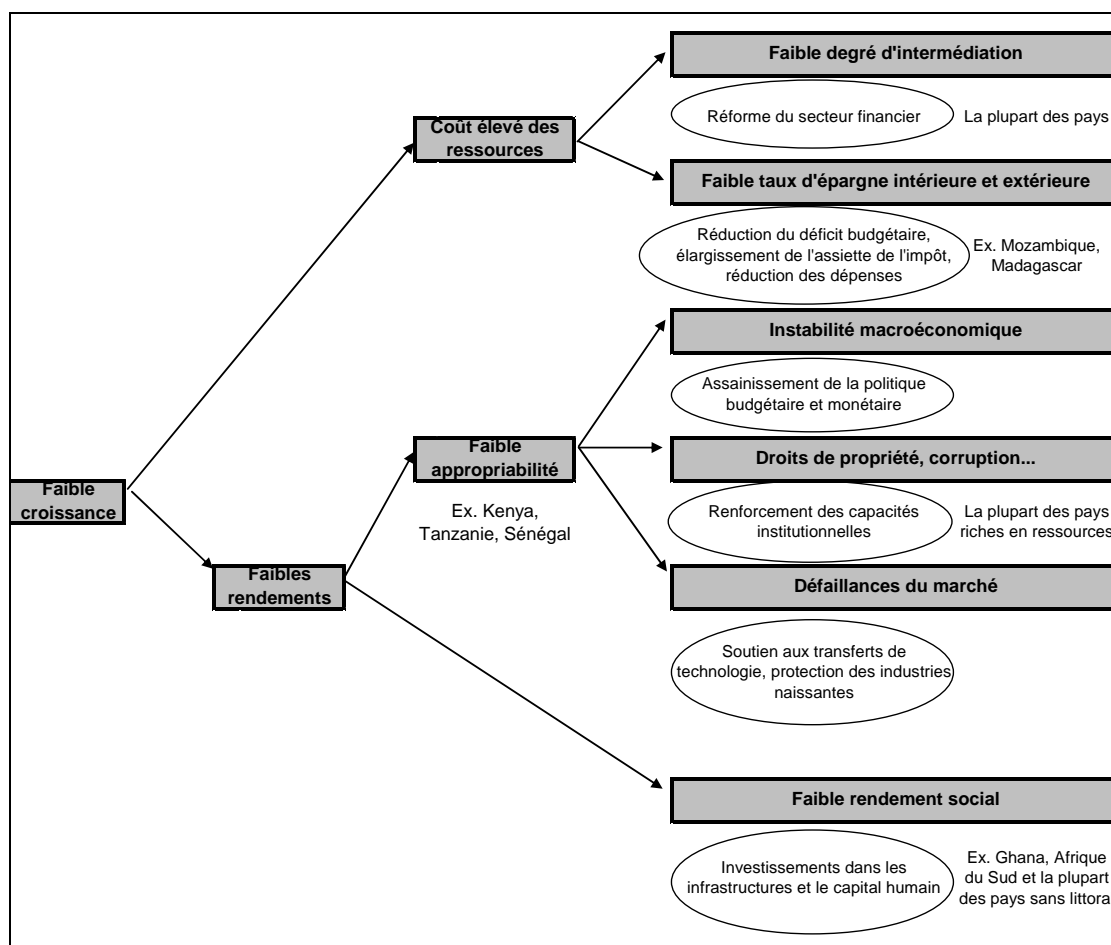 Faible degré d'intermédiation
Réforme du secteur financier
La plupart des pays
Coût élevé des
ressources
Faible taux d'épargne intérieure et extérieure
Réduction du déficit budgétaire,
élargissement de l'assiette de l'impôt,
réduction des dépenses
Ex. Mozambique,
Madagascar
Instabilité macroéconomique
Assainissement de la politique
budgétaire et monétaire
Faible
appropriabilité
Ex. Kenya,
Tanzanie, Sénégal
Droits de propriété, corruption...
Renforcement des capacités
institutionnelles
La plupart des pays
riches en ressources
Faible
croissance
Faibles
rendements
Défaillances du marché
Soutien aux transferts de
technologie, protection des industries
naissantes
Faible rendement social
Investissements dans les
infrastructures et le capital humain
Ex. Ghana, Afrique
du Sud et la plupart
des pays sans littora